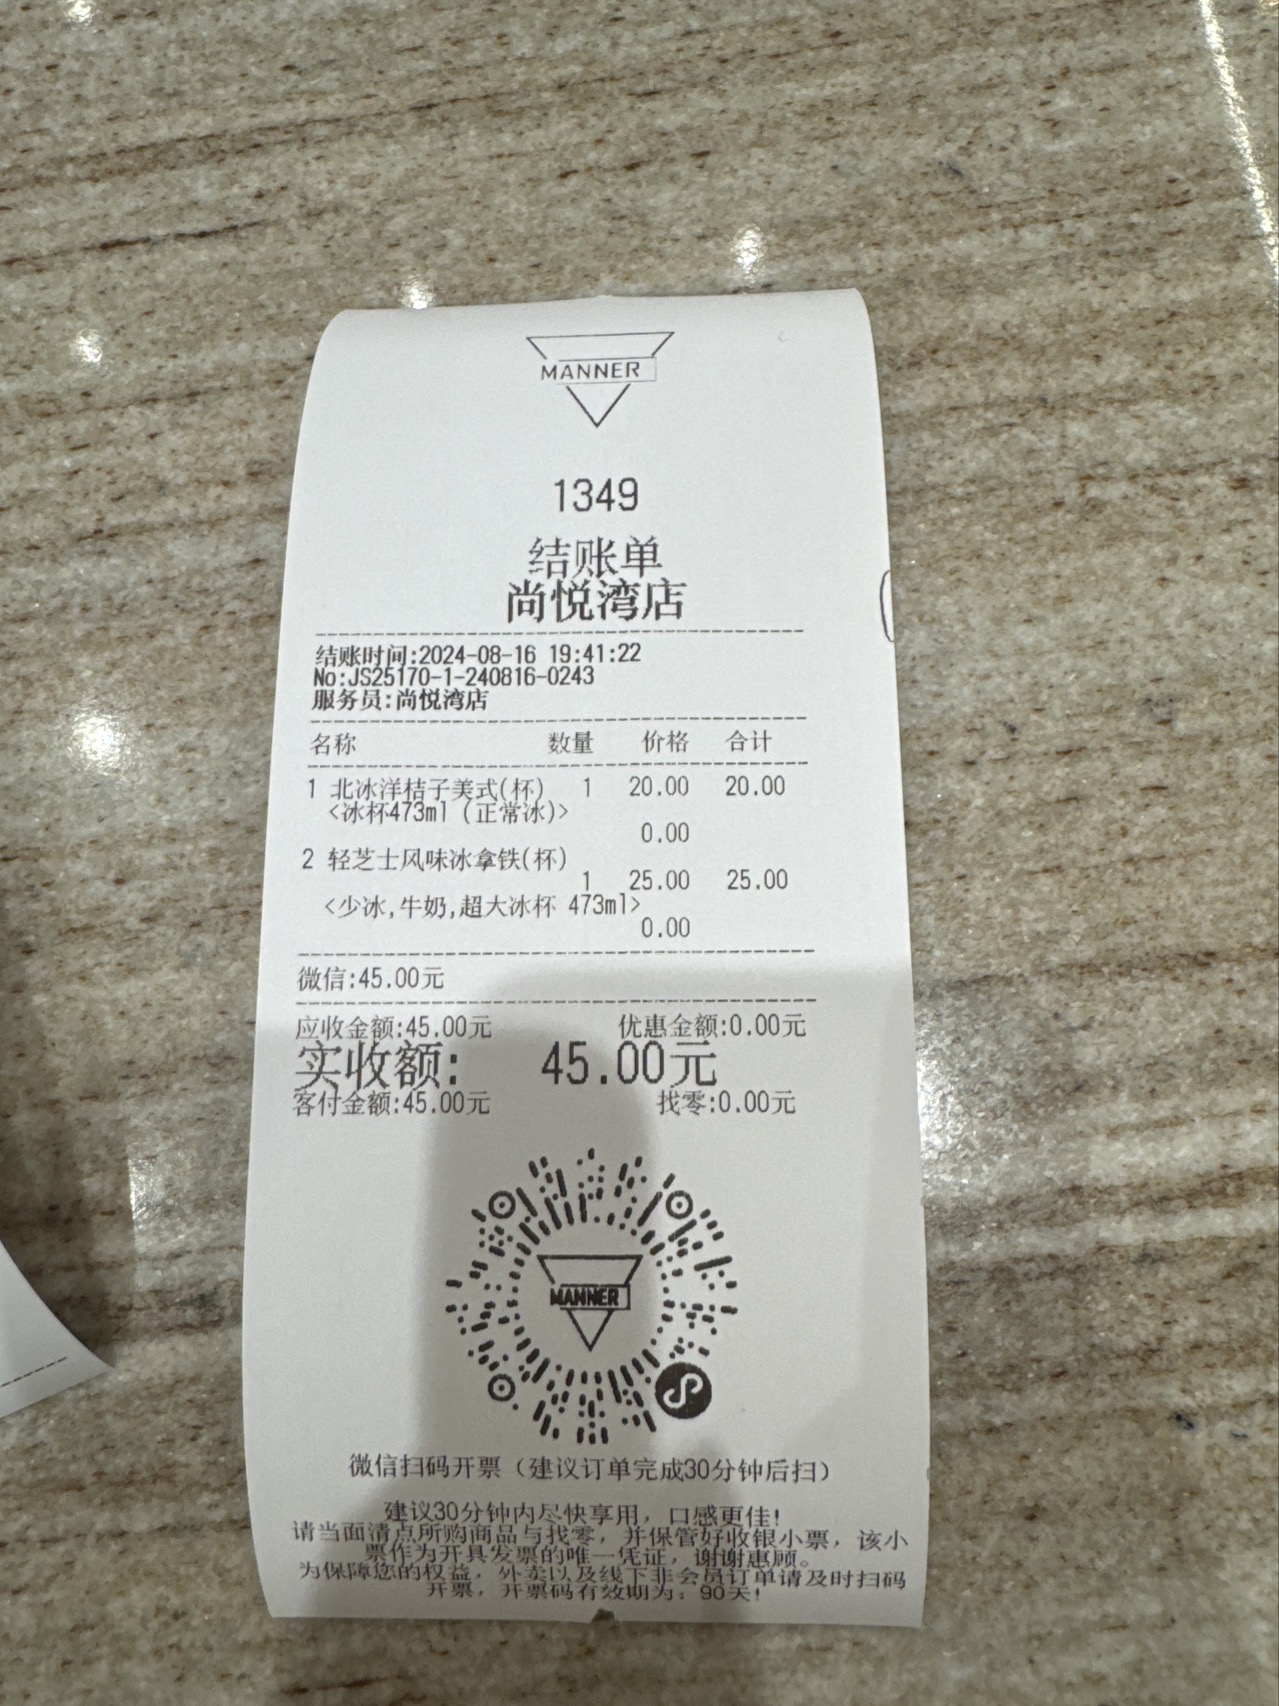 MANNER
1349
结账单
尚悦湾店
结账时间:2024-08-16 19:41:22
No:JS25170-1-240816-0243
服务员:尚悦湾店
名称 数量 价格 合计
1 北冰洋桔子美式(杯) 1 20.00 20.00
<冰杯473ml (正常冰)>
0.00
2 轻芝士风味冰拿铁(杯)
1 25.00 25.00
<少冰,牛奶,超大冰杯 473ml>
0.00
微信:45.00元
应收金额:45.00元 优惠金额:0.00元
实收额: 45.00元
客付金额:45.00元 找零:0.00元
MANNER
微信扫码开票（建议订单完成30分钟后扫）
建议30分钟内尽快享用，口感更佳!
请当面清点所购商品与找零，并保管好收银小票，该小
票作为开具发票的唯一凭证，谢谢惠顾。
为保障您的权益，外卖以及线下非会员订单请及时扫码
开票，开票码有效期为：90天!